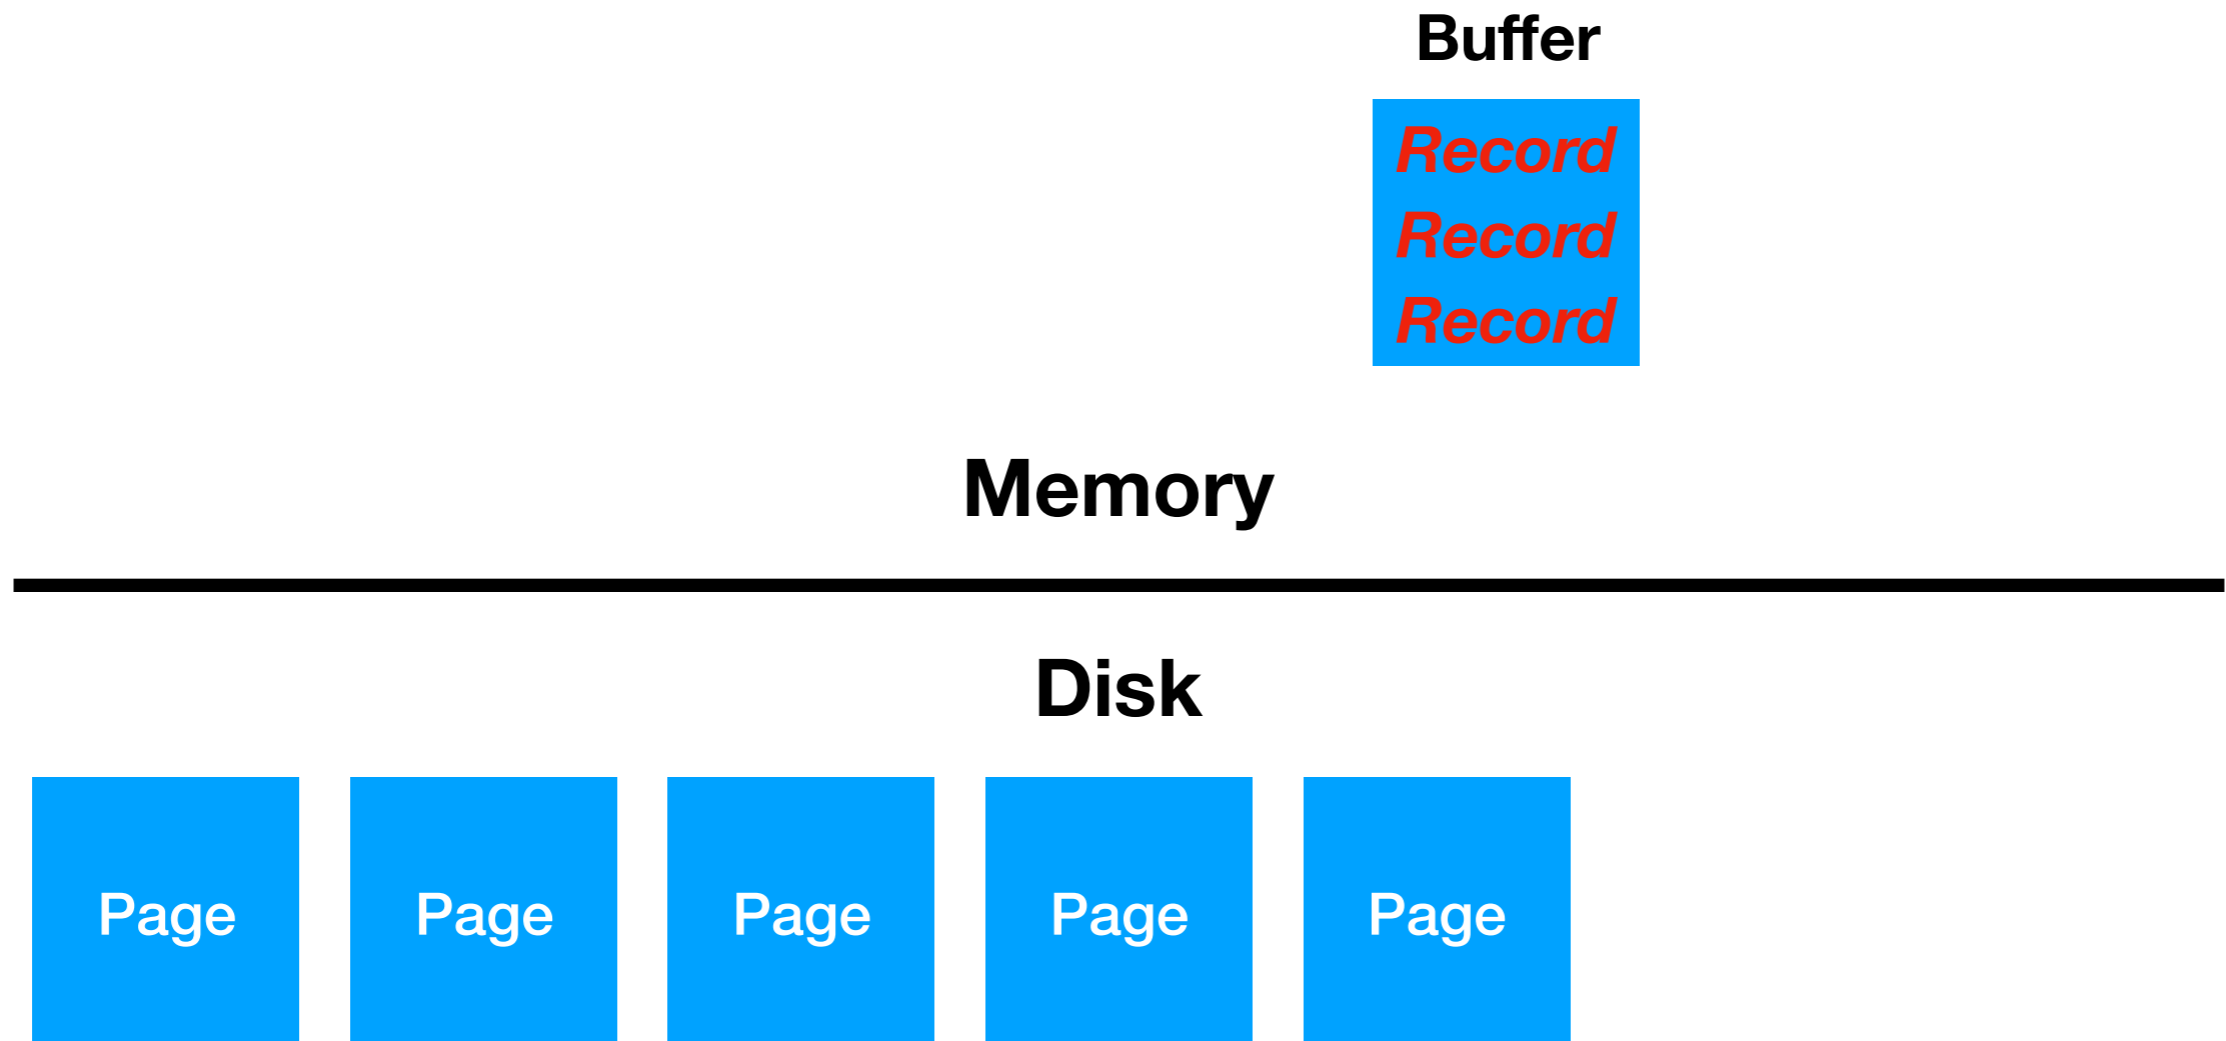 Buffer
Record
Record
Record
Memory
Disk
Page Page Page Page Page